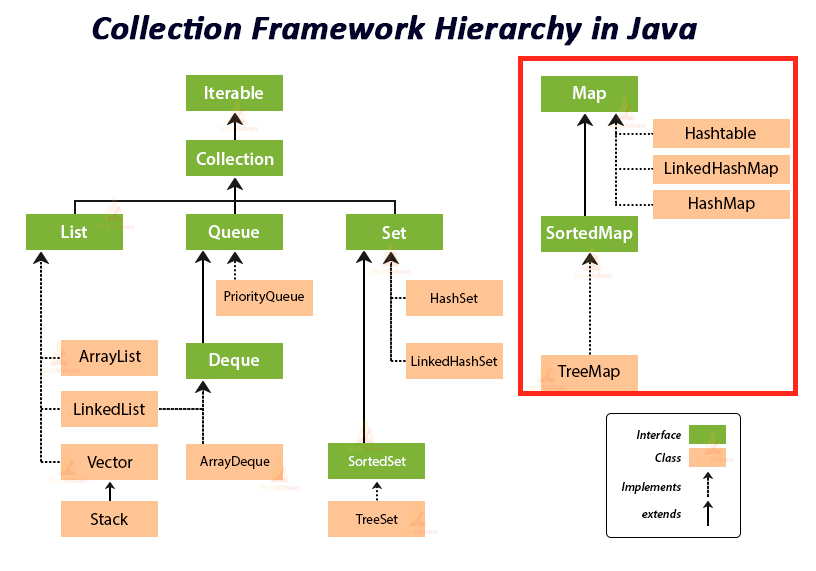 Collection Framework Hierarchy in Java
Iterable
Collection
List
Queue
Set
PriorityQueue
HashSet
ArrayList
Deque
LinkedHashSet
LinkedList
Vector
ArrayDeque
SortedSet
Stack
TreeSet
Map
Hashtable
LinkedHashMap
HashMap
SortedMap
TreeMap
Interface
Class
Implements
extends